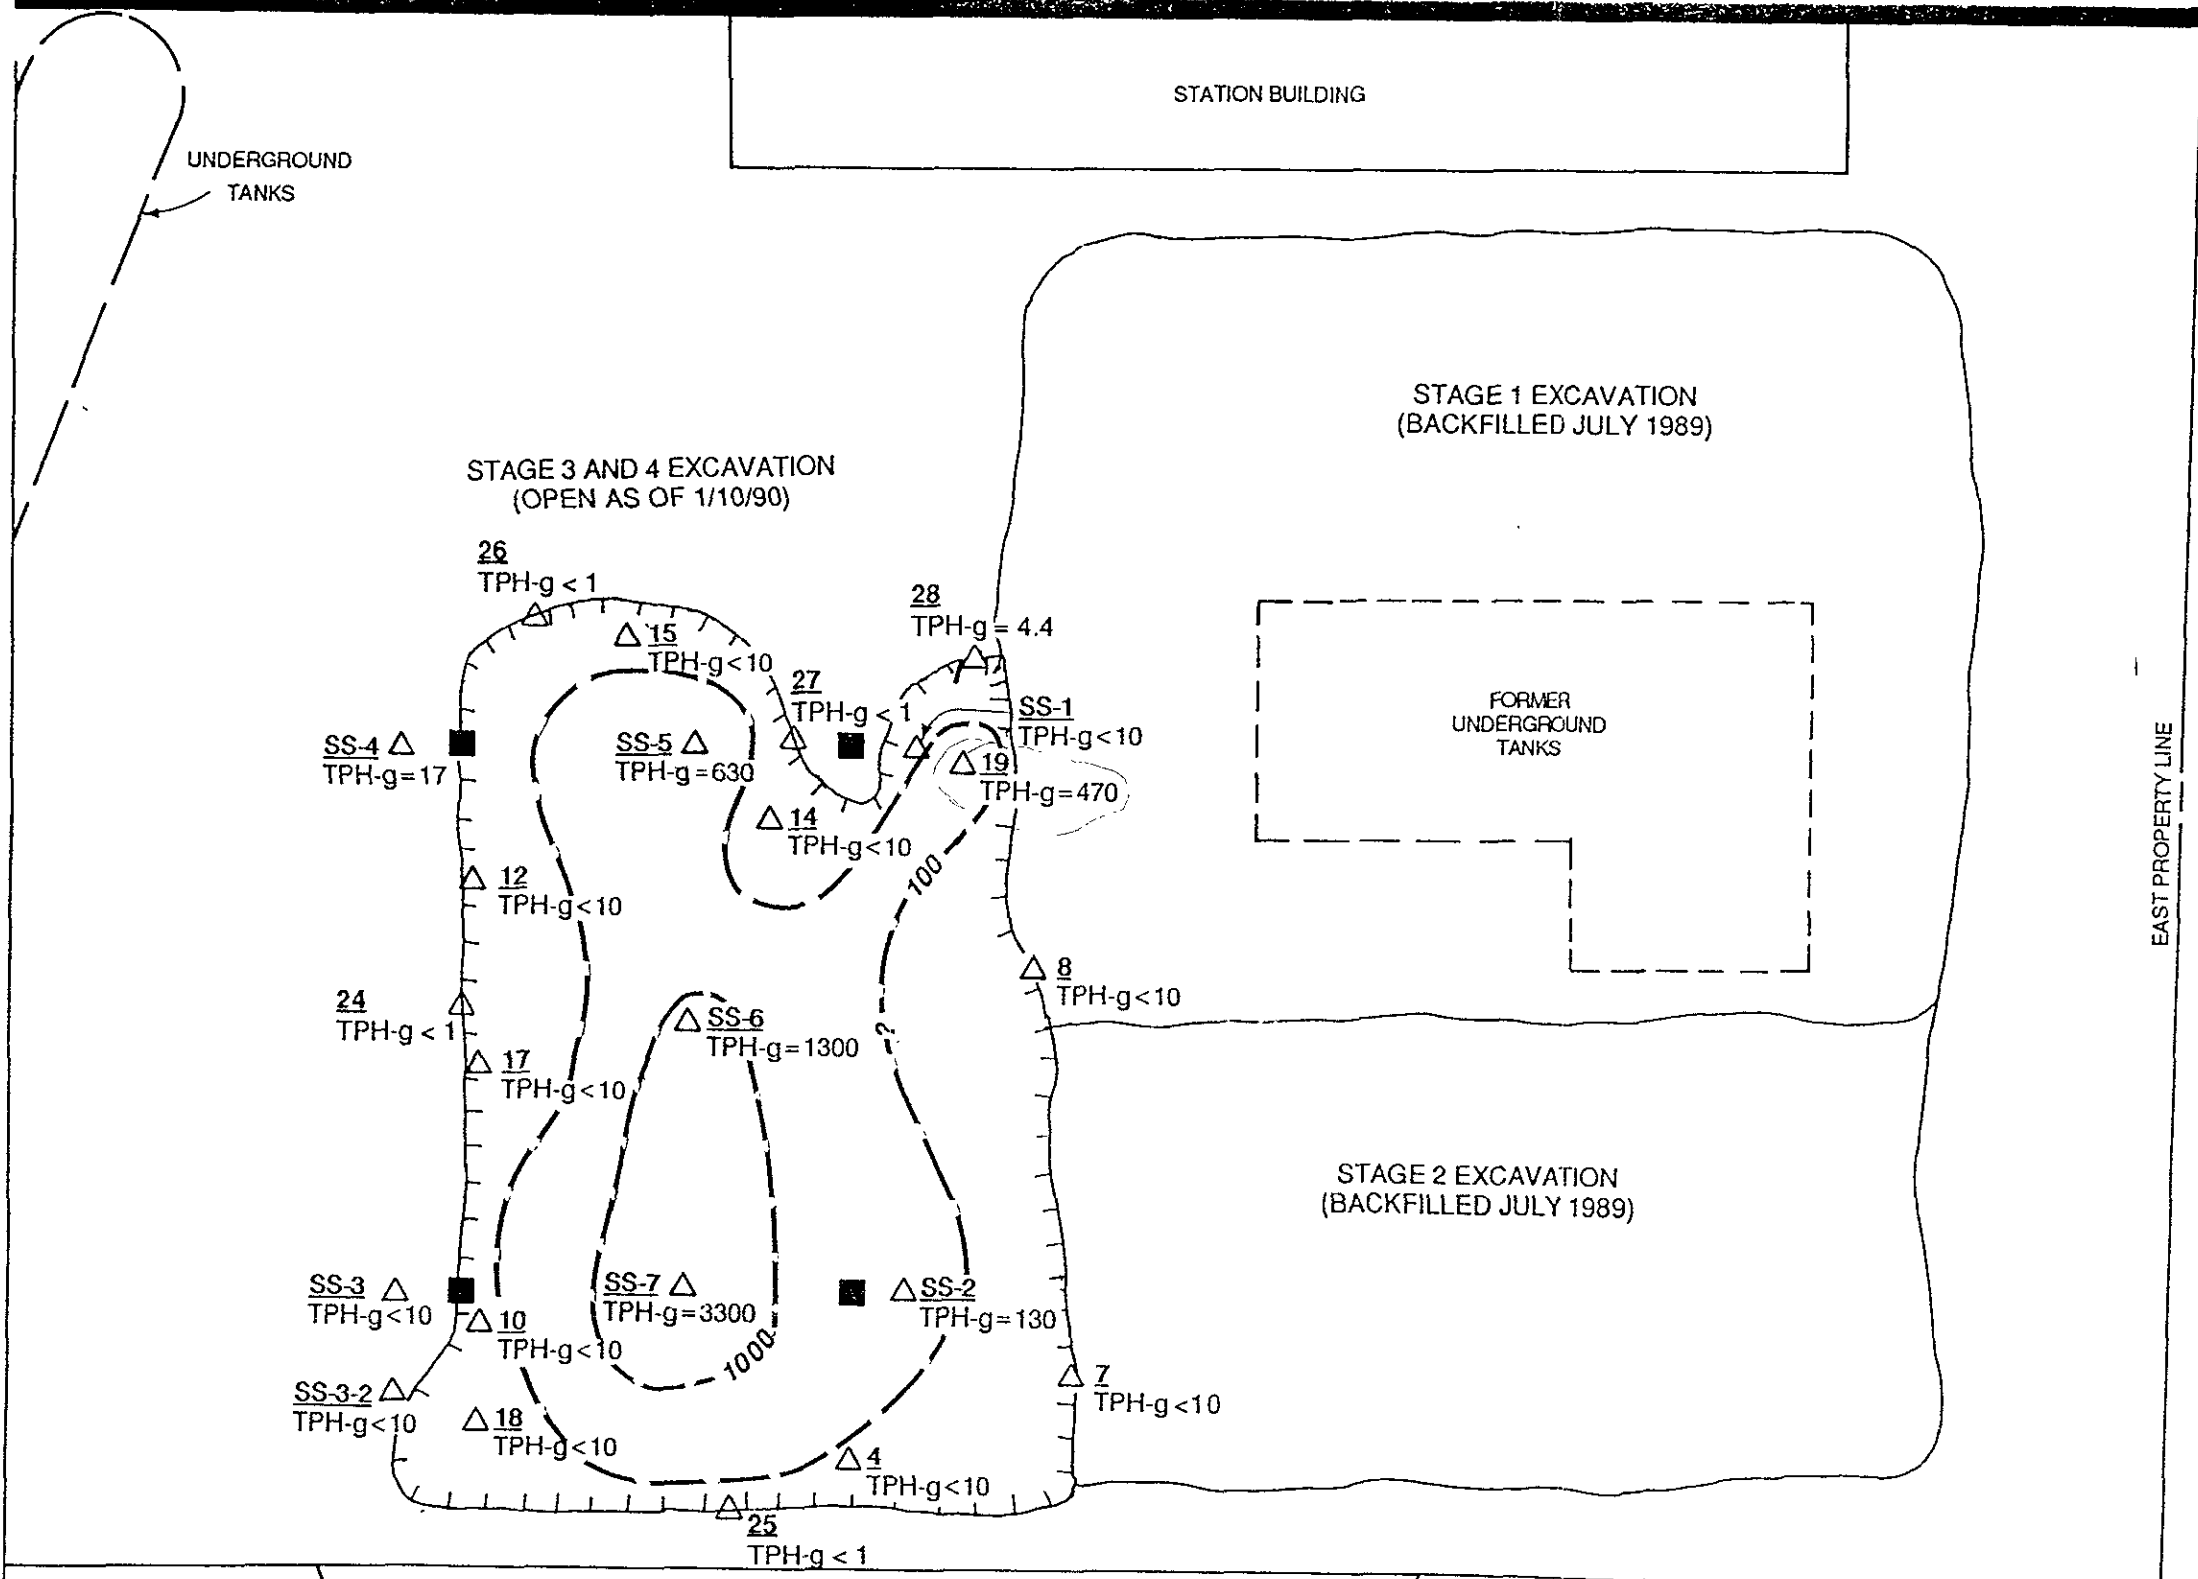 STATION BUILDING
UNDERGROUND
TANKS
STAGE 1 EXCAVATION
(BACKFILLED JULY 1989)
STAGE 3 AND 4 EXCAVATION
(OPEN AS OF 1/10/90)
26
TPH-g < 1
28
TPH-g = 4.4
15
TPH-g<10
27
TPH-g < 1
SS-1
TPH-g<10
FORMER
UNDERGROUND
TANKS
SS-4
TPH-g=17
SS-5
TPH-g=630
19
TPH-g=470
14
TPH-g<10
100
12
TPH-g<10
EAST PROPERTY LINE
8
TPH-g<10
24
TPH-g < 1
SS-6
TPH-g=1300
?
17
TPH-g<10
STAGE 2 EXCAVATION
(BACKFILLED JULY 1989)
SS-3
TPH-g<10
SS-7
TPH-g=3300
SS-2
TPH-g=130
10
TPH-g<10
1000
SS-3-2
TPH-g<10
7
TPH-g<10
18
TPH-g<10
4
TPH-g<10
25
TPH-g < 1